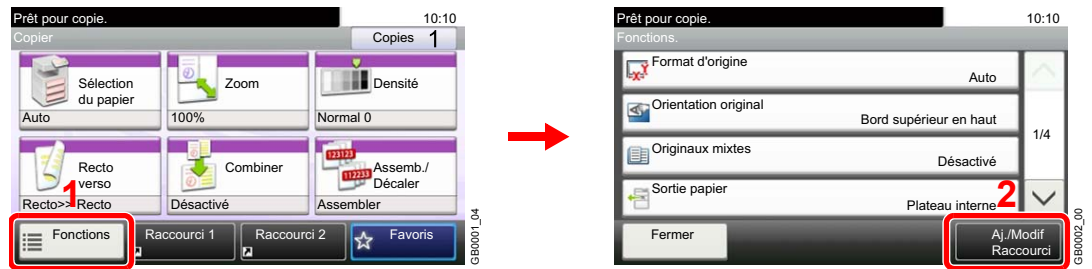 Prêt pour copie.
10:10
Copier
Copies 1
Sélection
du papier
Auto
Zoom
100%
Densité
Normal 0
Recto
verso
Recto>> Recto
Combiner
Désactivé
123123
112233
Assemb./
Décaler
Assembler
1
Fonctions
Raccourci 1
Raccourci 2
Favoris
GB0001_04
Prêt pour copie.
10:10
Fonctions.
Format d'origine
Auto
Orientation original
Bord supérieur en haut
Originaux mixtes
Désactivé
Sortie papier
Plateau interne
1/4
2
Fermer
Aj./Modif
Raccourci
GB0002_00